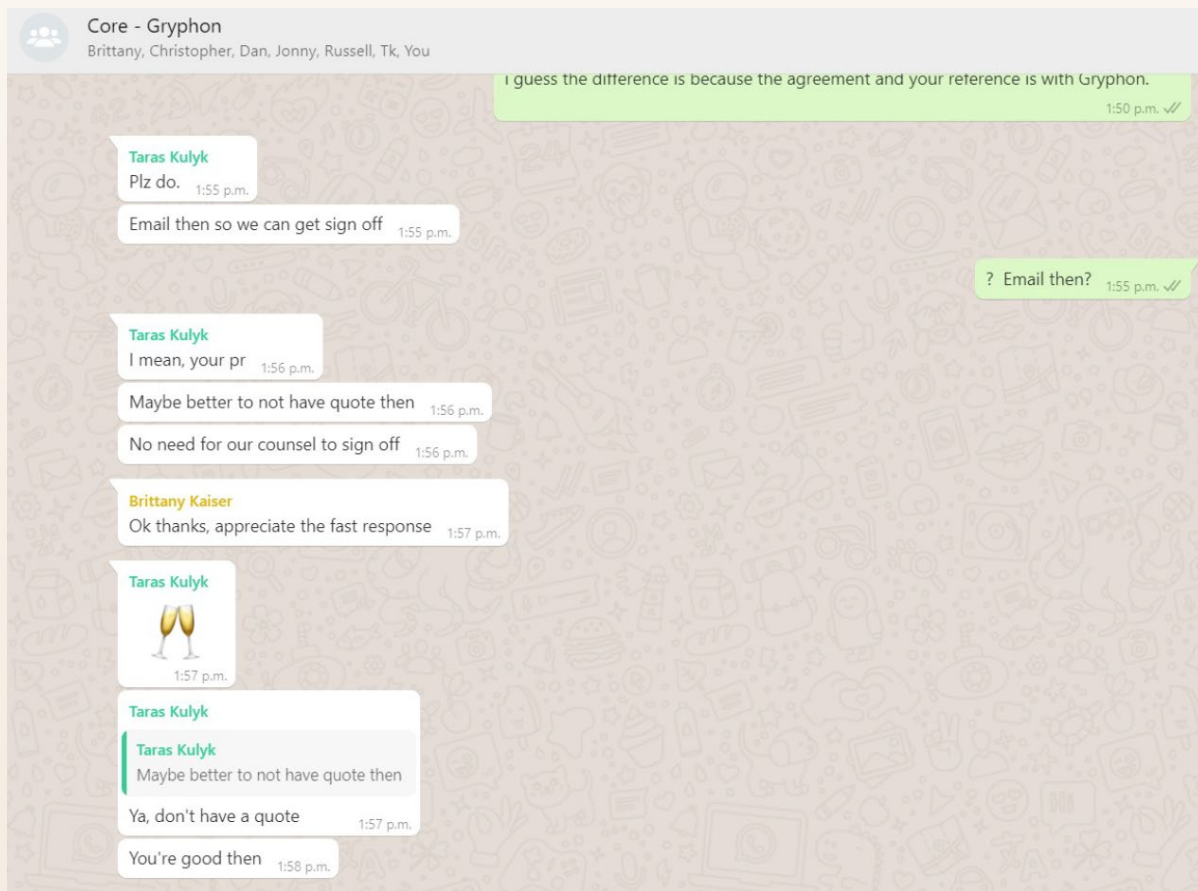 Core - Gryphon
Brittany, Christopher, Dan, Jonny, Russell, Tk, You
I guess the difference is because the agreement and your reference is with Gryphon.
1:50 p.m.
Taras Kulyk
Plz do. 1:55 p.m.
Email then so we can get sign off 1:55 p.m.
? Email then? 1:55 p.m.
Taras Kulyk
I mean, your pr 1:56 p.m.
Maybe better to not have quote then 1:56 p.m.
No need for our counsel to sign off 1:56 p.m.
Brittany Kaiser
Ok thanks, appreciate the fast response 1:57 p.m.
Taras Kulyk
1:57 p.m.
Taras Kulyk
Taras Kulyk
Maybe better to not have quote then
Ya, don't have a quote 1:57 p.m.
You're good then 1:58 p.m.